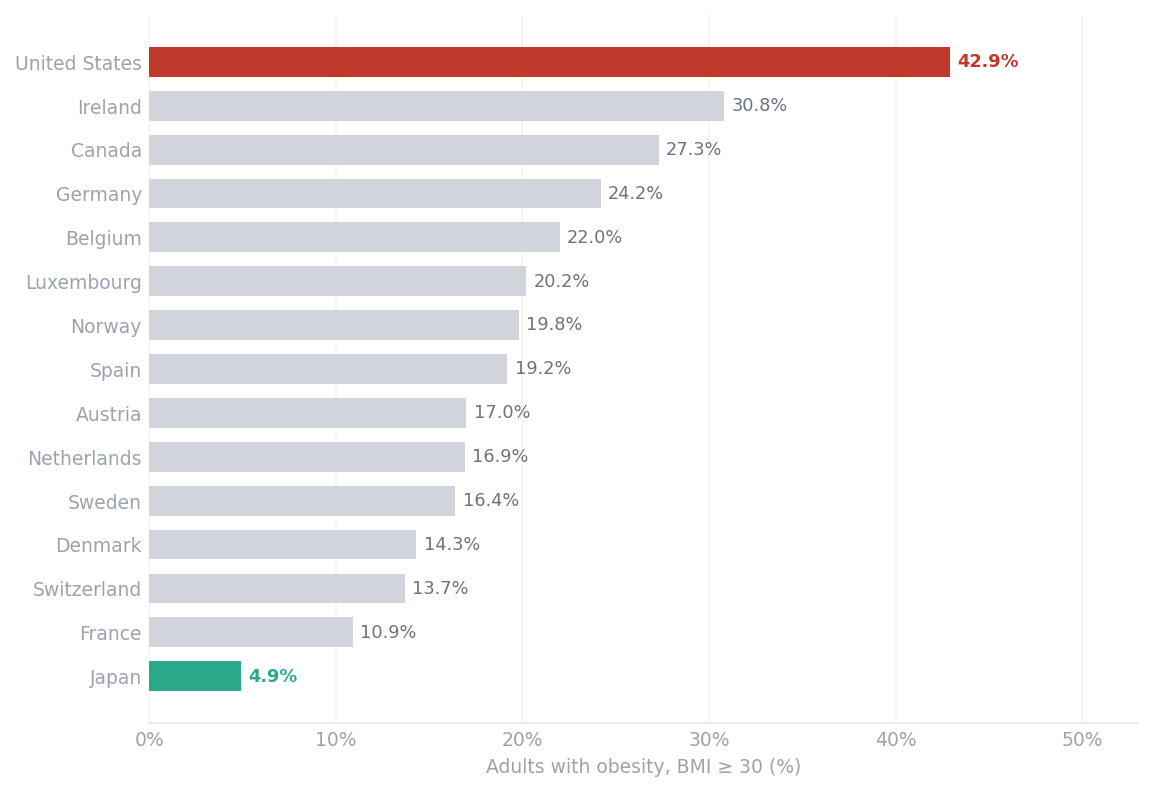 United States 42.9%
Ireland 30.8%
Canada 27.3%
Germany 24.2%
Belgium 22.0%
Luxembourg 20.2%
Norway 19.8%
Spain 19.2%
Austria 17.0%
Netherlands 16.9%
Sweden 16.4%
Denmark 14.3%
Switzerland 13.7%
France 10.9%
Japan 4.9%
0% 10% 20% 30% 40% 50%
Adults with obesity, BMI ≥ 30 (%)